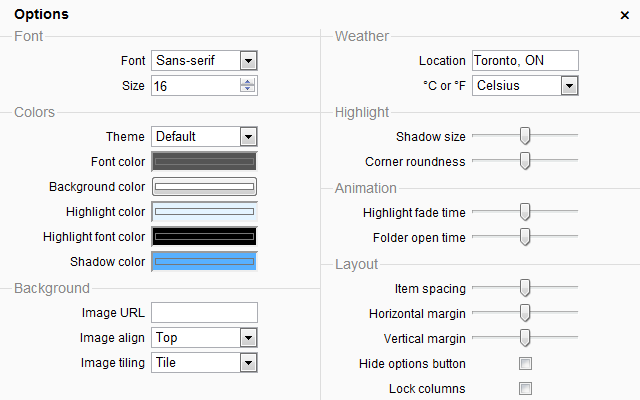 Options
×
Font
Font Sans-serif
Size 16
Colors
Theme Default
Font color
Background color
Highlight color
Highlight font color
Shadow color
Background
Image URL
Image align Top
Image tiling Tile
Weather
Location Toronto, ON
°C or °F Celsius
Highlight
Shadow size
Corner roundness
Animation
Highlight fade time
Folder open time
Layout
Item spacing
Horizontal margin
Vertical margin
Hide options button
Lock columns